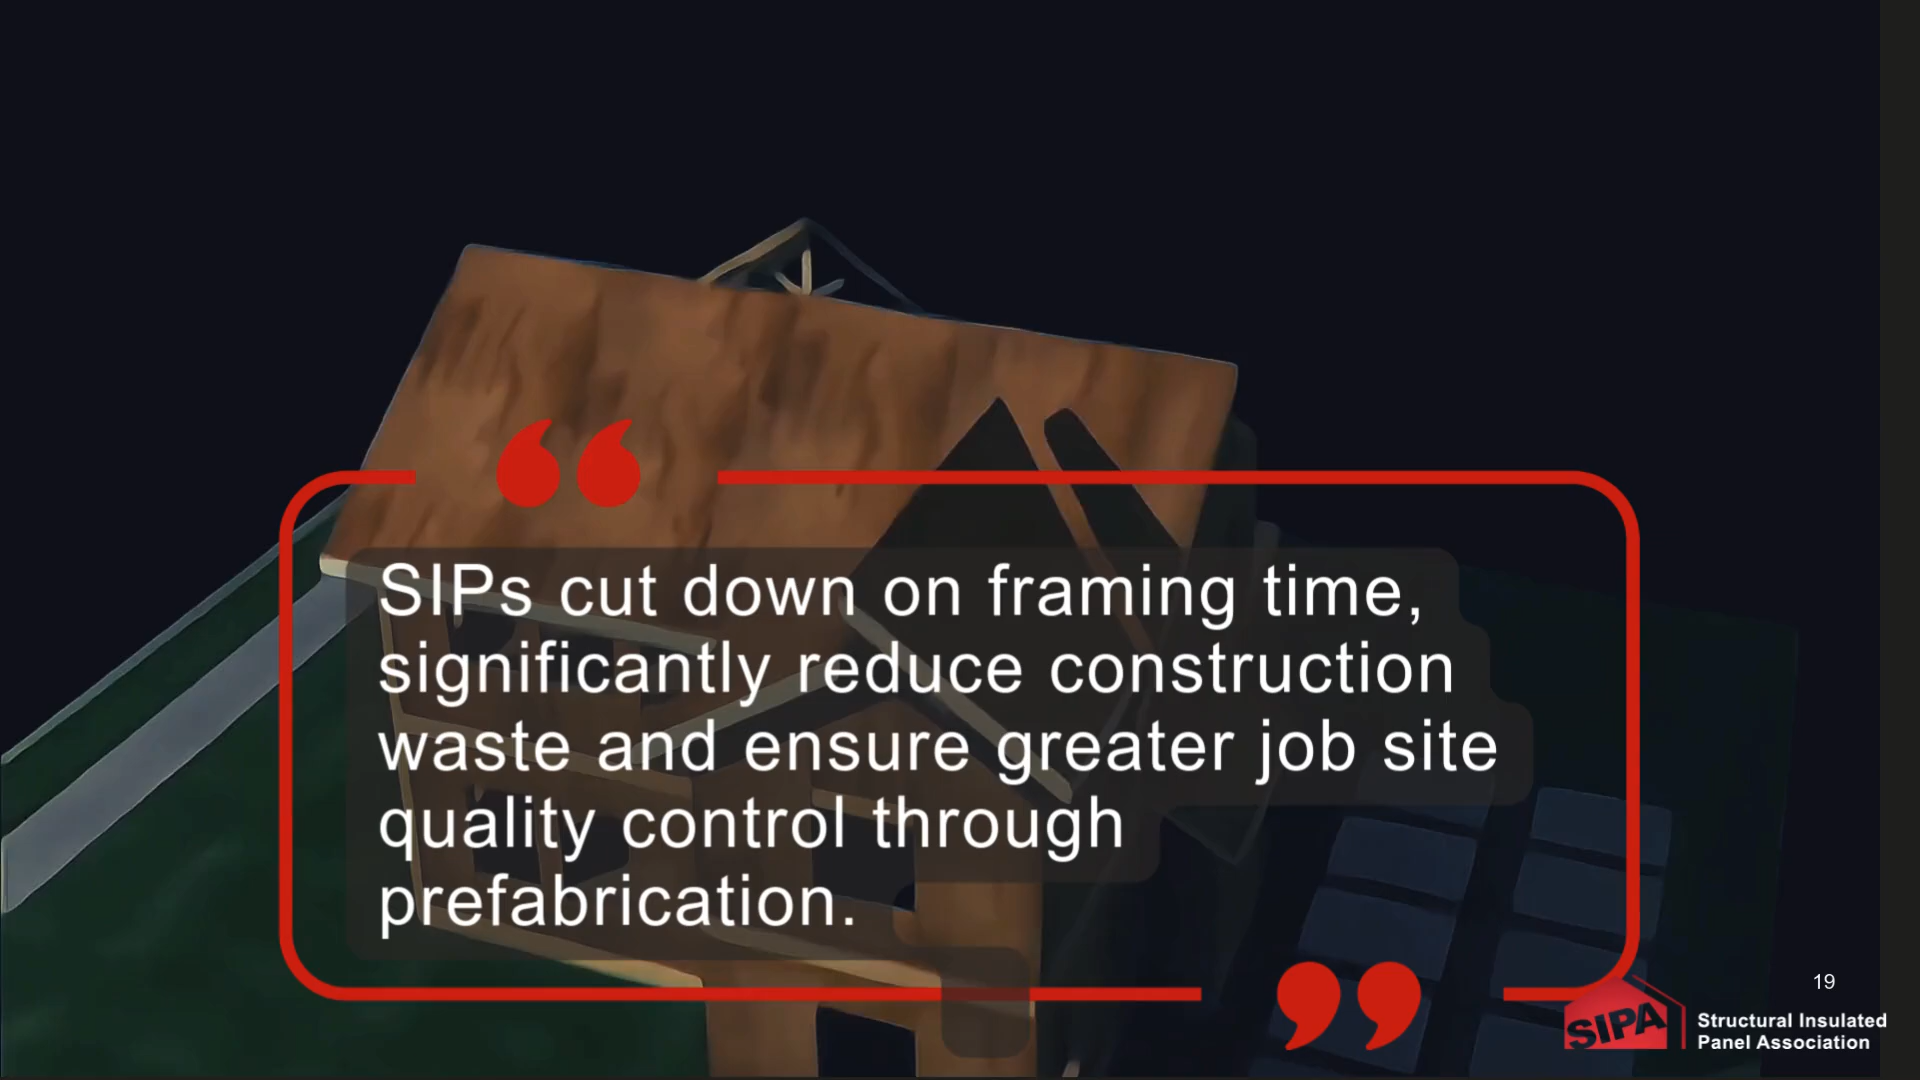 SIPs cut down on framing time,
significantly reduce construction
waste and ensure greater job site
quality control through
prefabrication.
19
SIPA
Structural Insulated
Panel Association